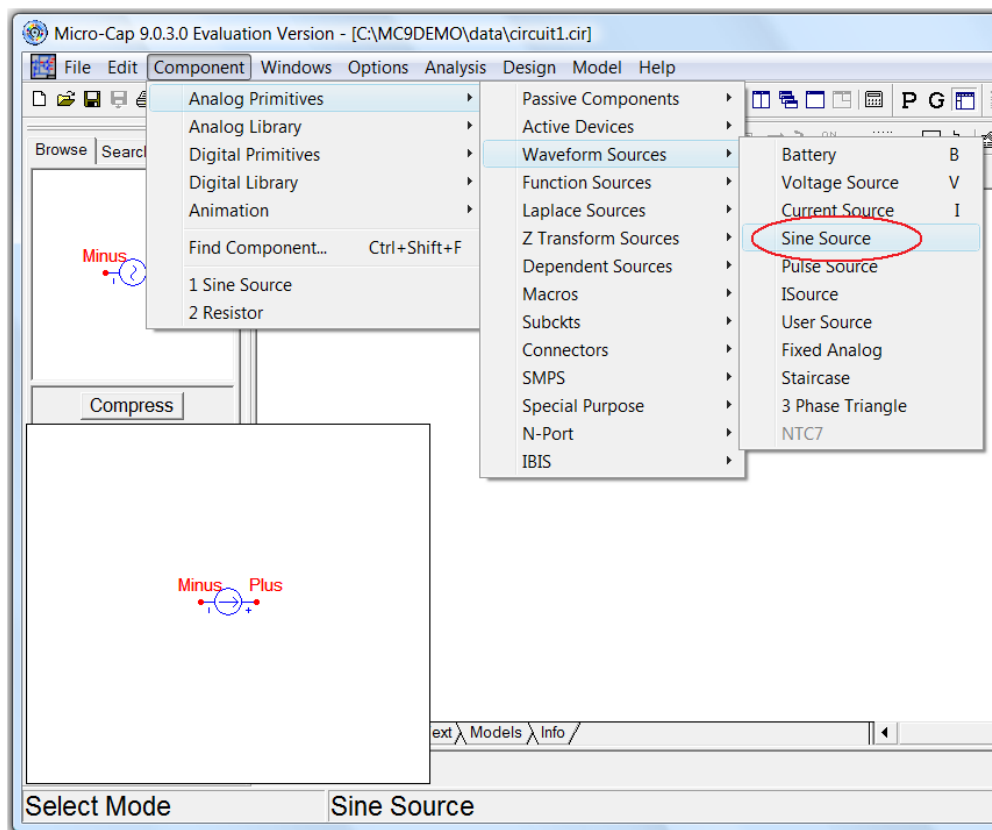 Micro-Cap 9.0.3.0 Evaluation Version - [C:\MC9DEMO\data\circuit1.cir]
File Edit Component Windows Options Analysis Design Model Help
P G
Browse
Minus
Compress
Analog Primitives
Analog Library
Digital Primitives
Digital Library
Animation
Find Component... Ctrl+Shift+F
1 Sine Source
2 Resistor
Passive Components
Active Devices
Waveform Sources
Function Sources
Laplace Sources
Z Transform Sources
Dependent Sources
Macros
Subckts
Connectors
SMPS
Special Purpose
N-Port
IBIS
Battery B
Voltage Source V
Current Source I
Sine Source
Pulse Source
ISource
User Source
Fixed Analog
Staircase
3 Phase Triangle
NTC7
Minus Plus
ext Models Info
Select Mode Sine Source